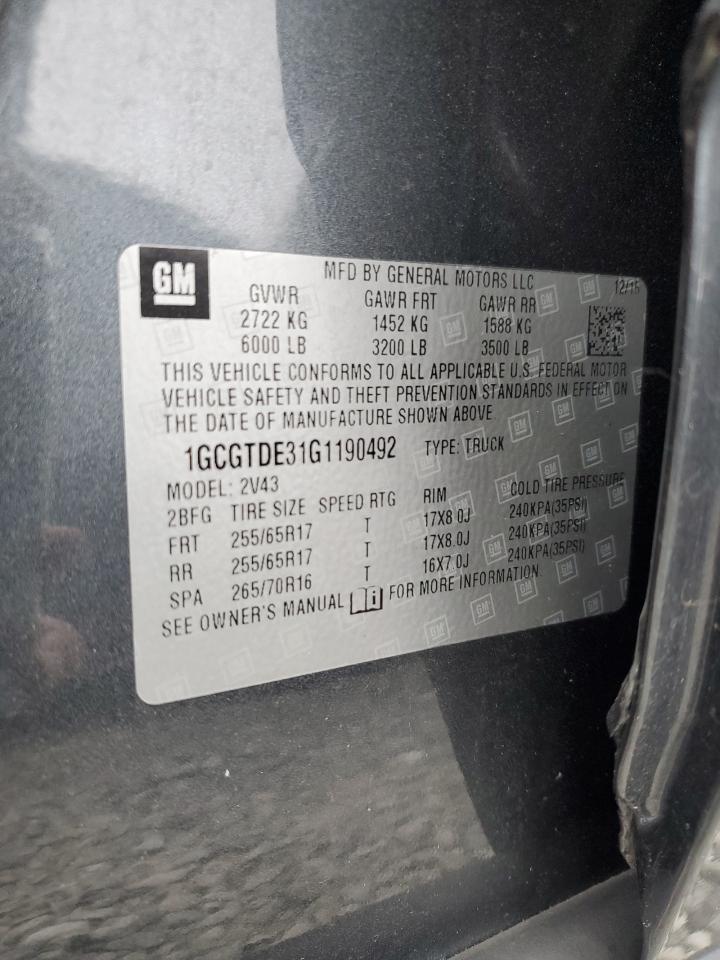 GM
MFD BY GENERAL MOTORS LLC
12/15
GVWR GAWR FRT GAWR RR
2722 KG 1452 KG 1588 KG
6000 LB 3200 LB 3500 LB
THIS VEHICLE CONFORMS TO ALL APPLICABLE U.S. FEDERAL MOTOR
VEHICLE SAFETY AND THEFT PREVENTION STANDARDS IN EFFECT ON
THE DATE OF MANUFACTURE SHOWN ABOVE.
1GCGTDE31G1190492 TYPE: TRUCK
MODEL: 2V43
2BFG TIRE SIZE SPEED RTG RIM COLD TIRE PRESSURE
FRT 255/65R17 T 17X8.0J 240KPA(35PSI)
RR 255/65R17 T 17X8.0J 240KPA(35PSI)
SPA 265/70R16 T 16X7.0J 240KPA(35PSI)
SEE OWNER'S MANUAL i FOR MORE INFORMATION.